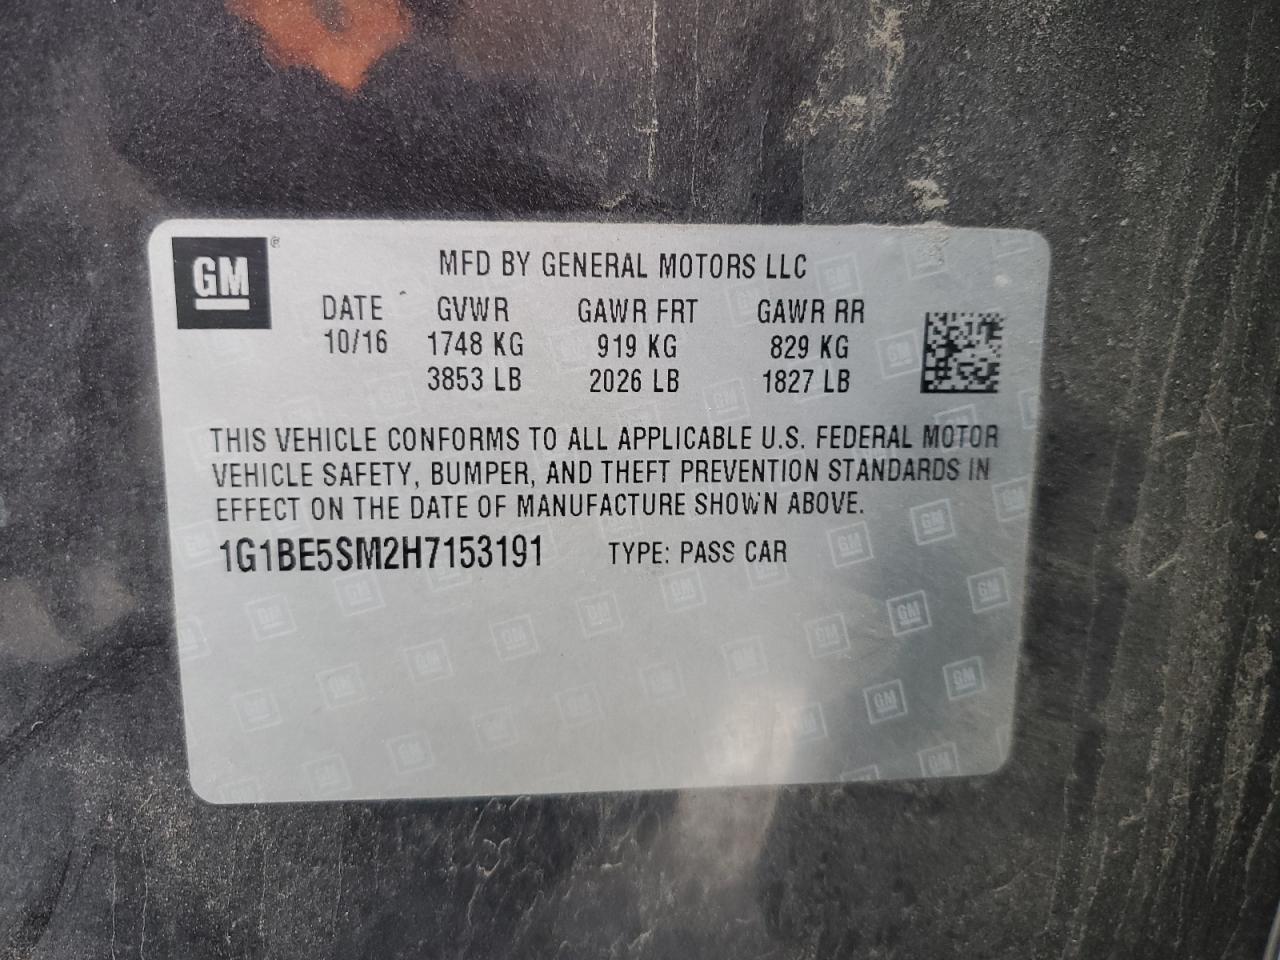 GM ®
MFD BY GENERAL MOTORS LLC
DATE GVWR GAWR FRT GAWR RR
10/16 1748 KG 919 KG 829 KG
3853 LB 2026 LB 1827 LB
THIS VEHICLE CONFORMS TO ALL APPLICABLE U.S. FEDERAL MOTOR
VEHICLE SAFETY, BUMPER, AND THEFT PREVENTION STANDARDS IN
EFFECT ON THE DATE OF MANUFACTURE SHOWN ABOVE.
1G1BE5SM2H7153191 TYPE: PASS CAR